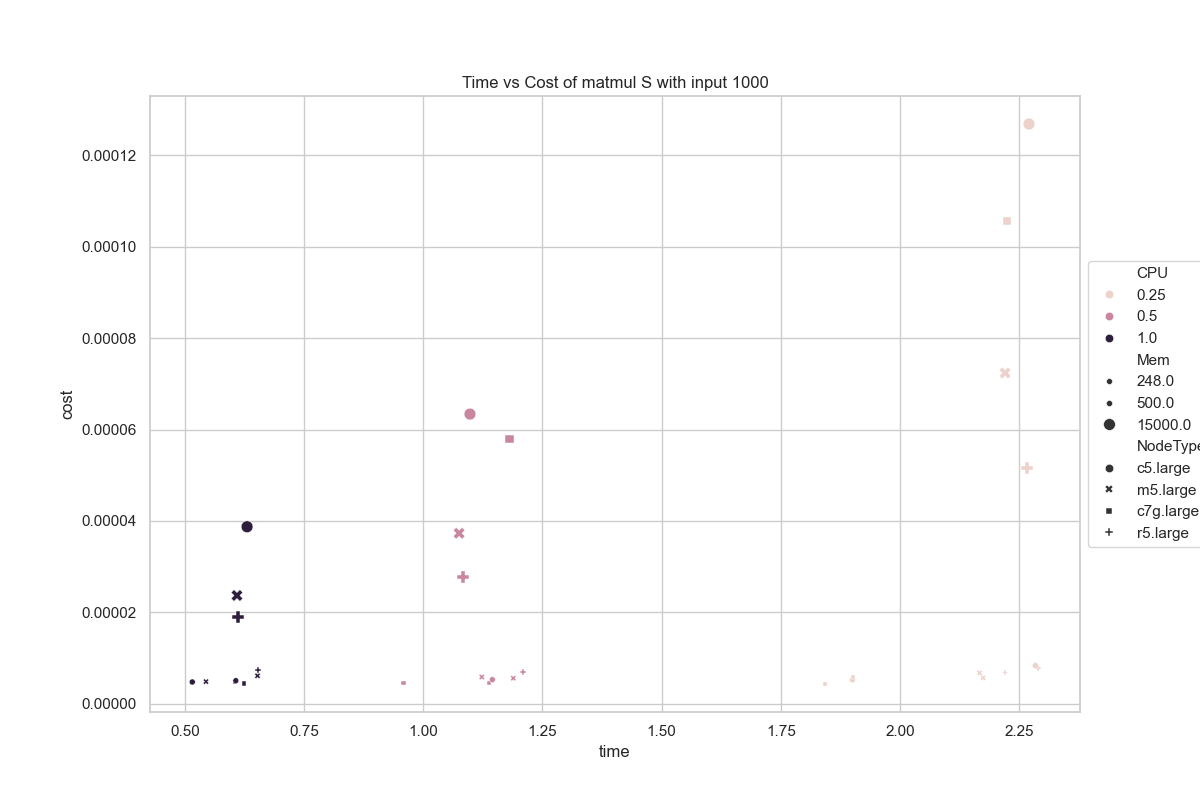 Time vs Cost of matmul S with input 1000
0.00012
0.00010
0.00008
0.00006
0.00004
0.00002
0.00000
cost
0.50 0.75 1.00 1.25 1.50 1.75 2.00 2.25
time
CPU
0.25
0.5
1.0
Mem
248.0
500.0
15000.0
NodeType
c5.large
m5.large
c7g.large
r5.large